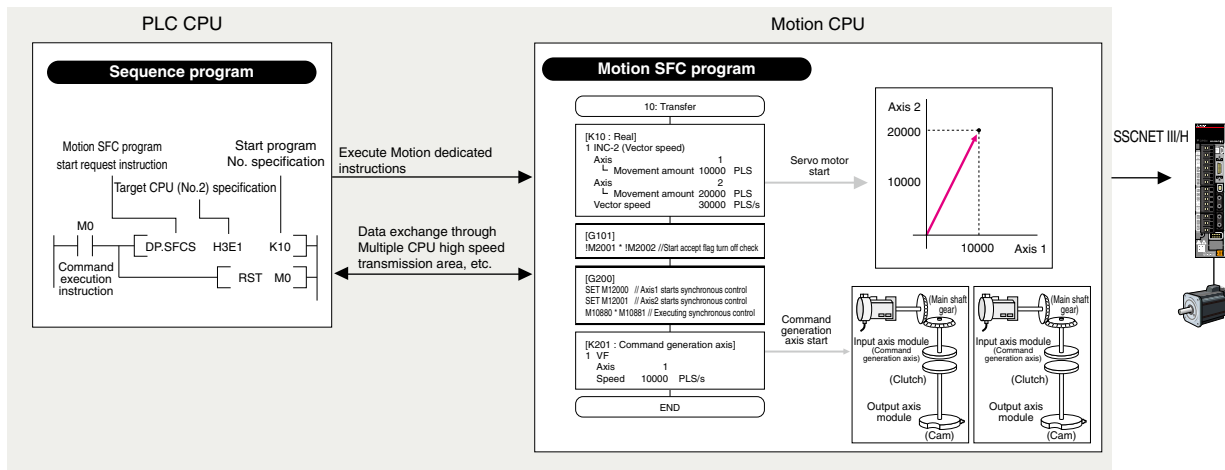 PLC CPU
Motion CPU
Sequence program
Motion SFC program
start request instruction
Start program
No. specification
Target CPU (No.2) specification
M0
DP.SFCS H3E1 K10
Command
execution
instruction
RST M0
Execute Motion dedicated
instructions
Data exchange through
Multiple CPU high speed
transmission area, etc.
Motion SFC program
10: Transfer
[K10 : Real]
1 INC-2 (Vector speed)
Axis 1
Movement amount 10000 PLS
Axis 2
Movement amount 20000 PLS
Vector speed 30000 PLS/s
[G101]
!M2001 * !M2002 //Start accept flag turn off check
[G200]
SET M12000 // Axis1 starts synchronous control
SET M12001 // Axis2 starts synchronous control
M10880 * M10881 // Executing synchronous control
[K201 : Command generation axis]
1 VF
Axis 1
Speed 10000 PLS/s
END
Servo motor
start
Command
generation
axis start
Axis 2
20000
10000
10000 Axis 1
(Main shaft
gear)
Input axis module
(Command
generation axis)
(Clutch)
Output axis
module
(Cam)
(Main shaft
gear)
Input axis module
(Command
generation axis)
(Clutch)
Output axis
module
(Cam)
SSCNET III/H